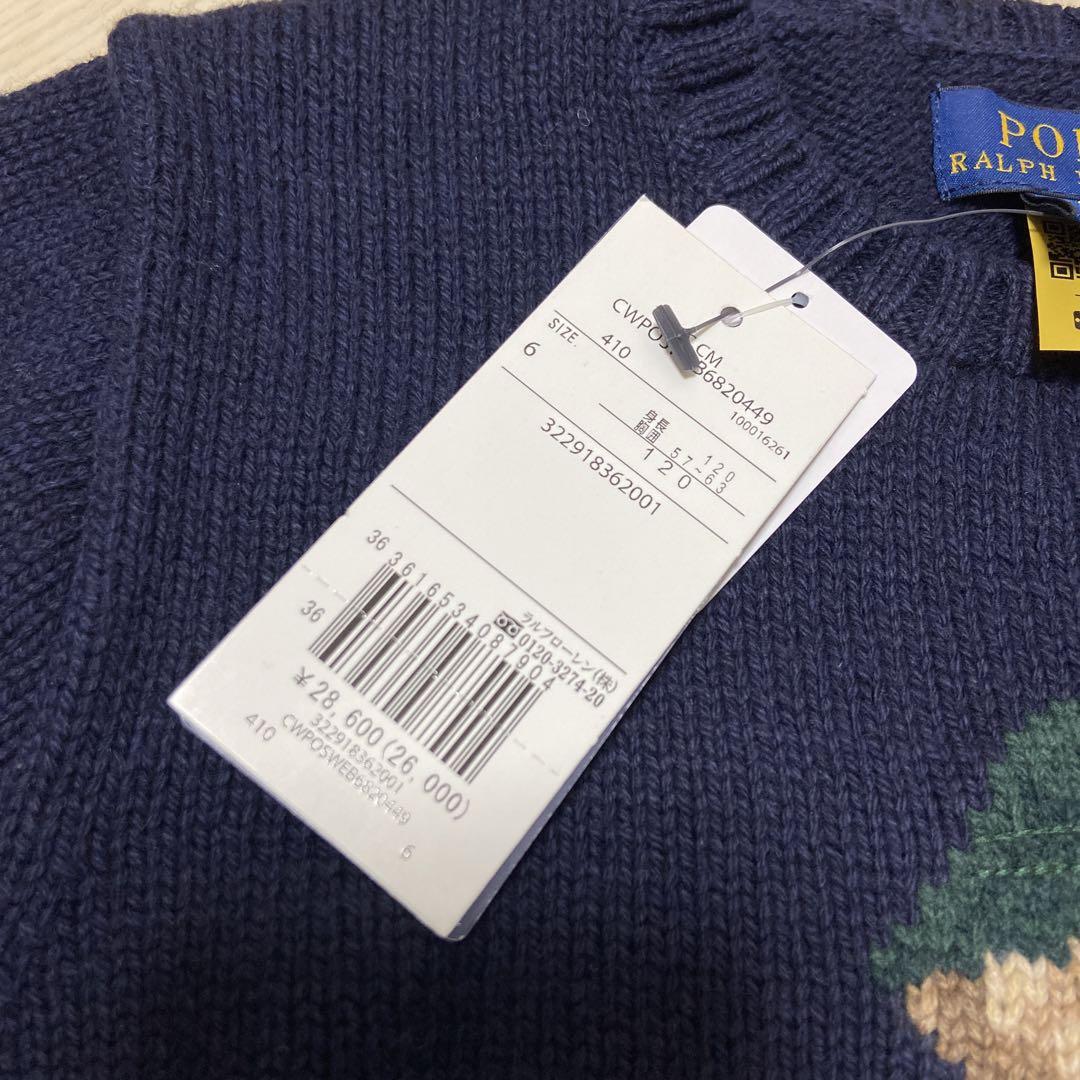 RALPH
CM
CWPOS 36820449
SIZE. 410 100016261
6 身長 120
胸囲 57~63
120
322918362001
36 3616534087904
36
ラルフローレン(株)
0120-3274-20
¥28,600(26,000)
322918362001
CWPOSWEB6820449
410 6